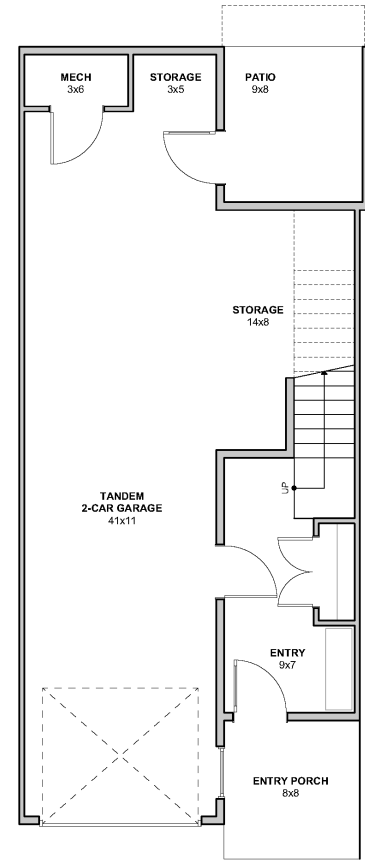 MECH
3x6
STORAGE
3x5
PATIO
9x8
STORAGE
14x8
TANDEM
2-CAR GARAGE
41x11
UP
ENTRY
9x7
ENTRY PORCH
8x8